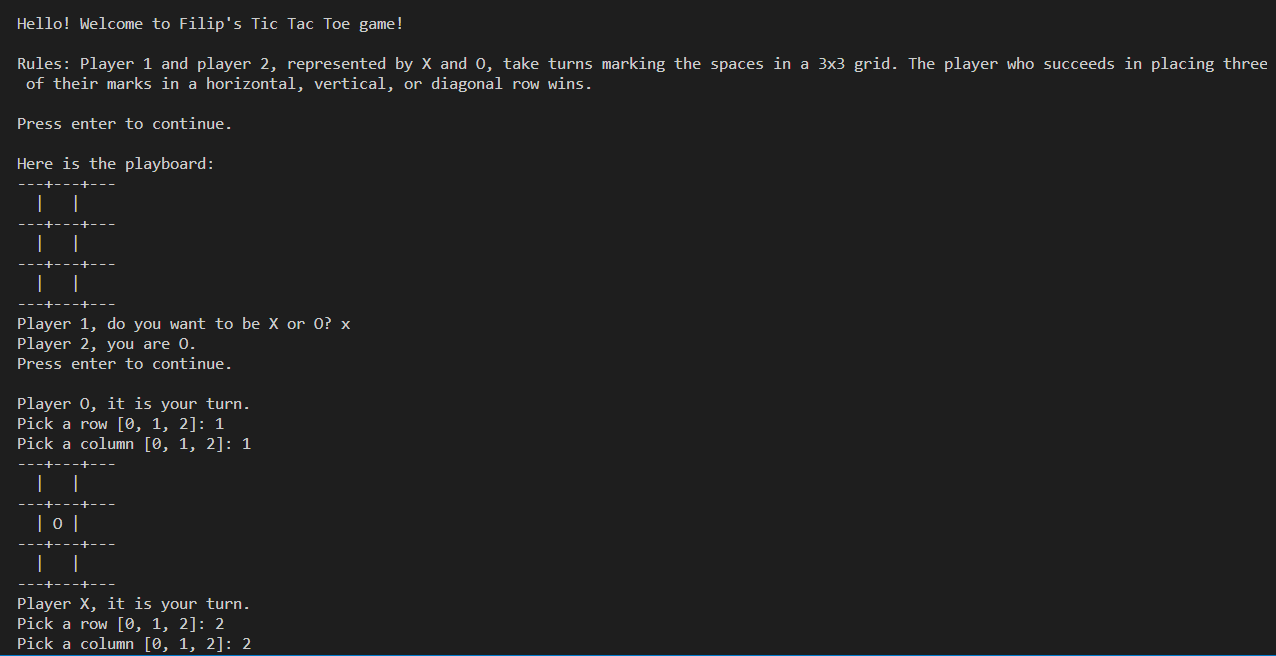 Hello! Welcome to Filip's Tic Tac Toe game!
Rules: Player 1 and player 2, represented by X and O, take turns marking the spaces in a 3x3 grid. The player who succeeds in placing three
of their marks in a horizontal, vertical, or diagonal row wins.
Press enter to continue.
Here is the playboard:
---+---+---
  |   |
---+---+---
  |   |
---+---+---
  |   |
---+---+---
Player 1, do you want to be X or O? x
Player 2, you are O.
Press enter to continue.
Player O, it is your turn.
Pick a row [0, 1, 2]: 1
Pick a column [0, 1, 2]: 1
---+---+---
  |   |
---+---+---
  | O |
---+---+---
  |   |
---+---+---
Player X, it is your turn.
Pick a row [0, 1, 2]: 2
Pick a column [0, 1, 2]: 2